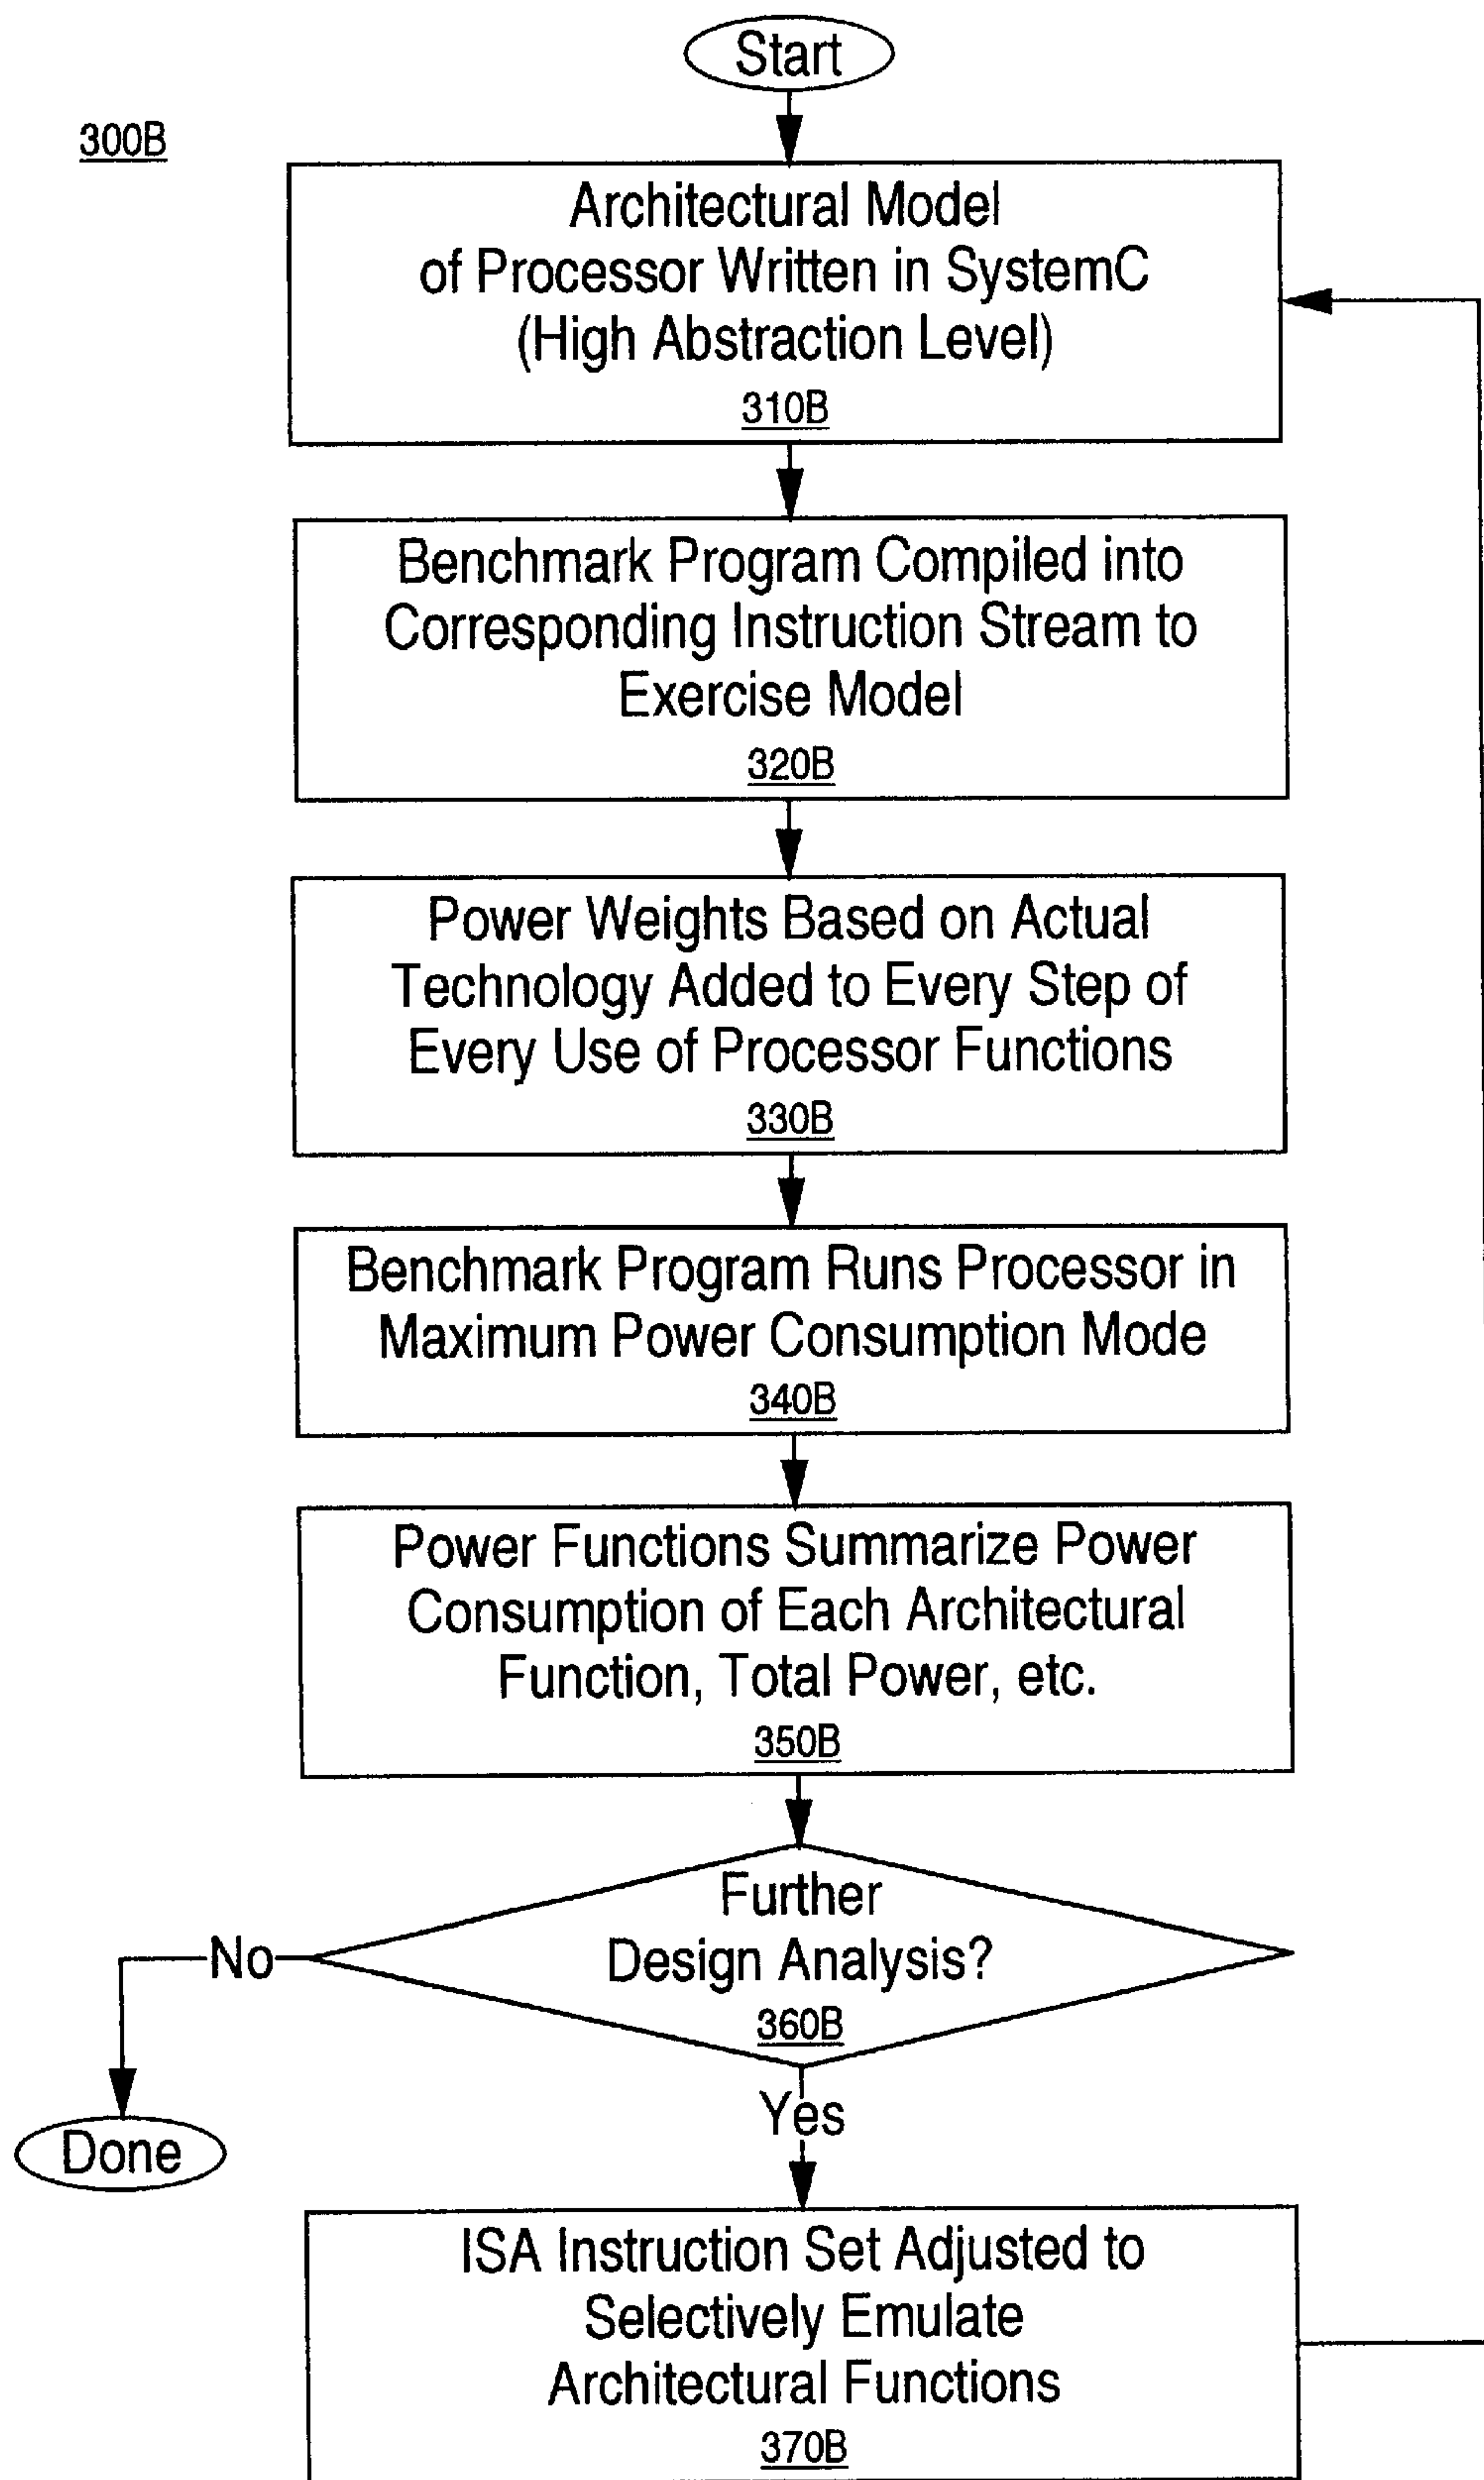 Start
300B
Architectural Model
of Processor Written in SystemC
(High Abstraction Level)
310B
Benchmark Program Compiled into
Corresponding Instruction Stream to
Exercise Model
320B
Power Weights Based on Actual
Technology Added to Every Step of
Every Use of Processor Functions
330B
Benchmark Program Runs Processor in
Maximum Power Consumption Mode
340B
Power Functions Summarize Power
Consumption of Each Architectural
Function, Total Power, etc.
350B
Further
Design Analysis?
360B
No
Yes
Done
ISA Instruction Set Adjusted to
Selectively Emulate
Architectural Functions
370B